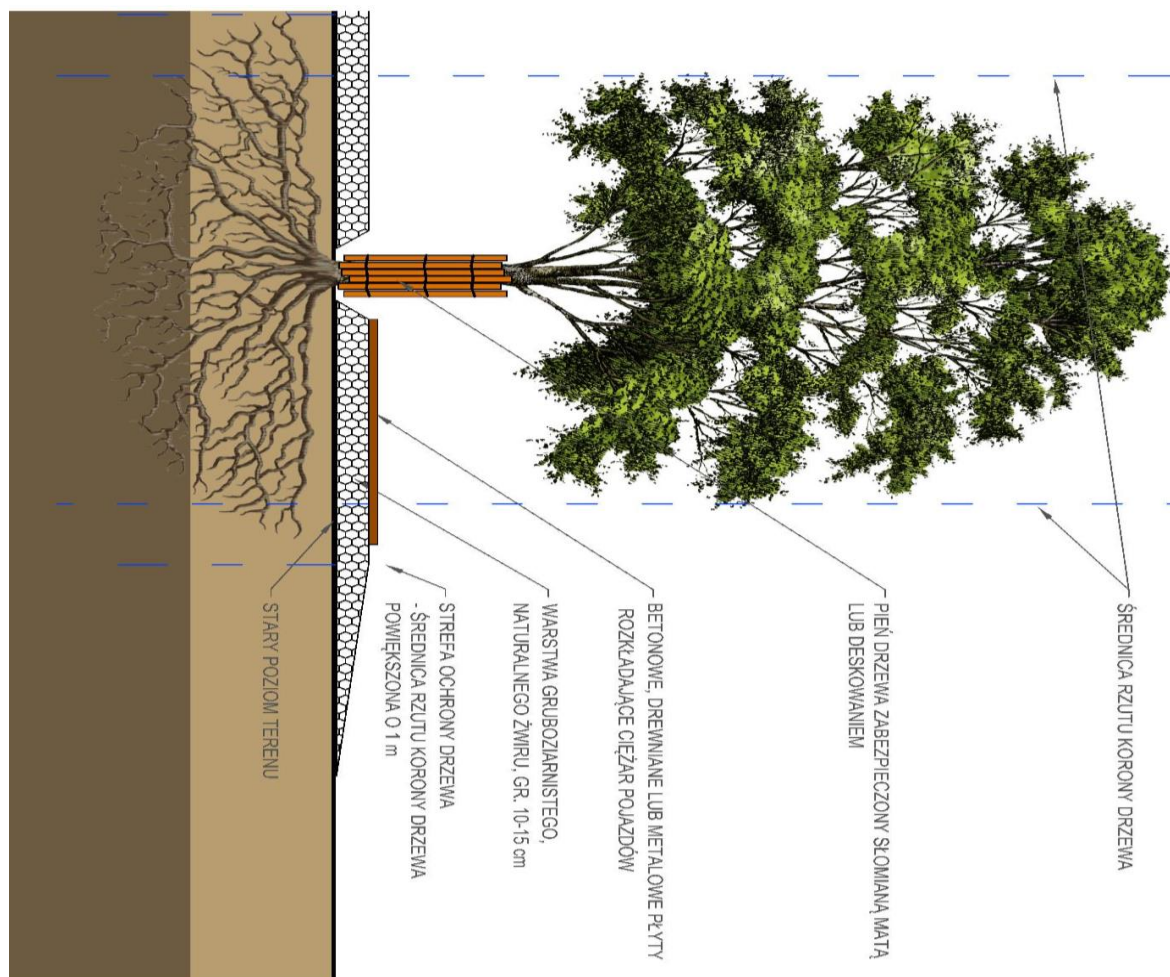 ŚREDNICA RZUTU KORONY DRZEWA
PIEŃ DRZEWA ZABEZPIECZONY SŁOMIANĄ MATĄ
LUB DESKOWANIEM
BETONOWE, DREWNIANE LUB METALOWE PŁYTY
ROZKŁADAJĄCE CIĘŻAR POJAZDÓW
WARSTWA GRUBOZIARNISTEGO,
NATURALNEGO ŻWIRU, GR. 10-15 cm
STREFA OCHRONY DRZEWA
- ŚREDNICA RZUTU KORONY DRZEWA
POWIĘKSZONA O 1 m
STARY POZIOM TERENU